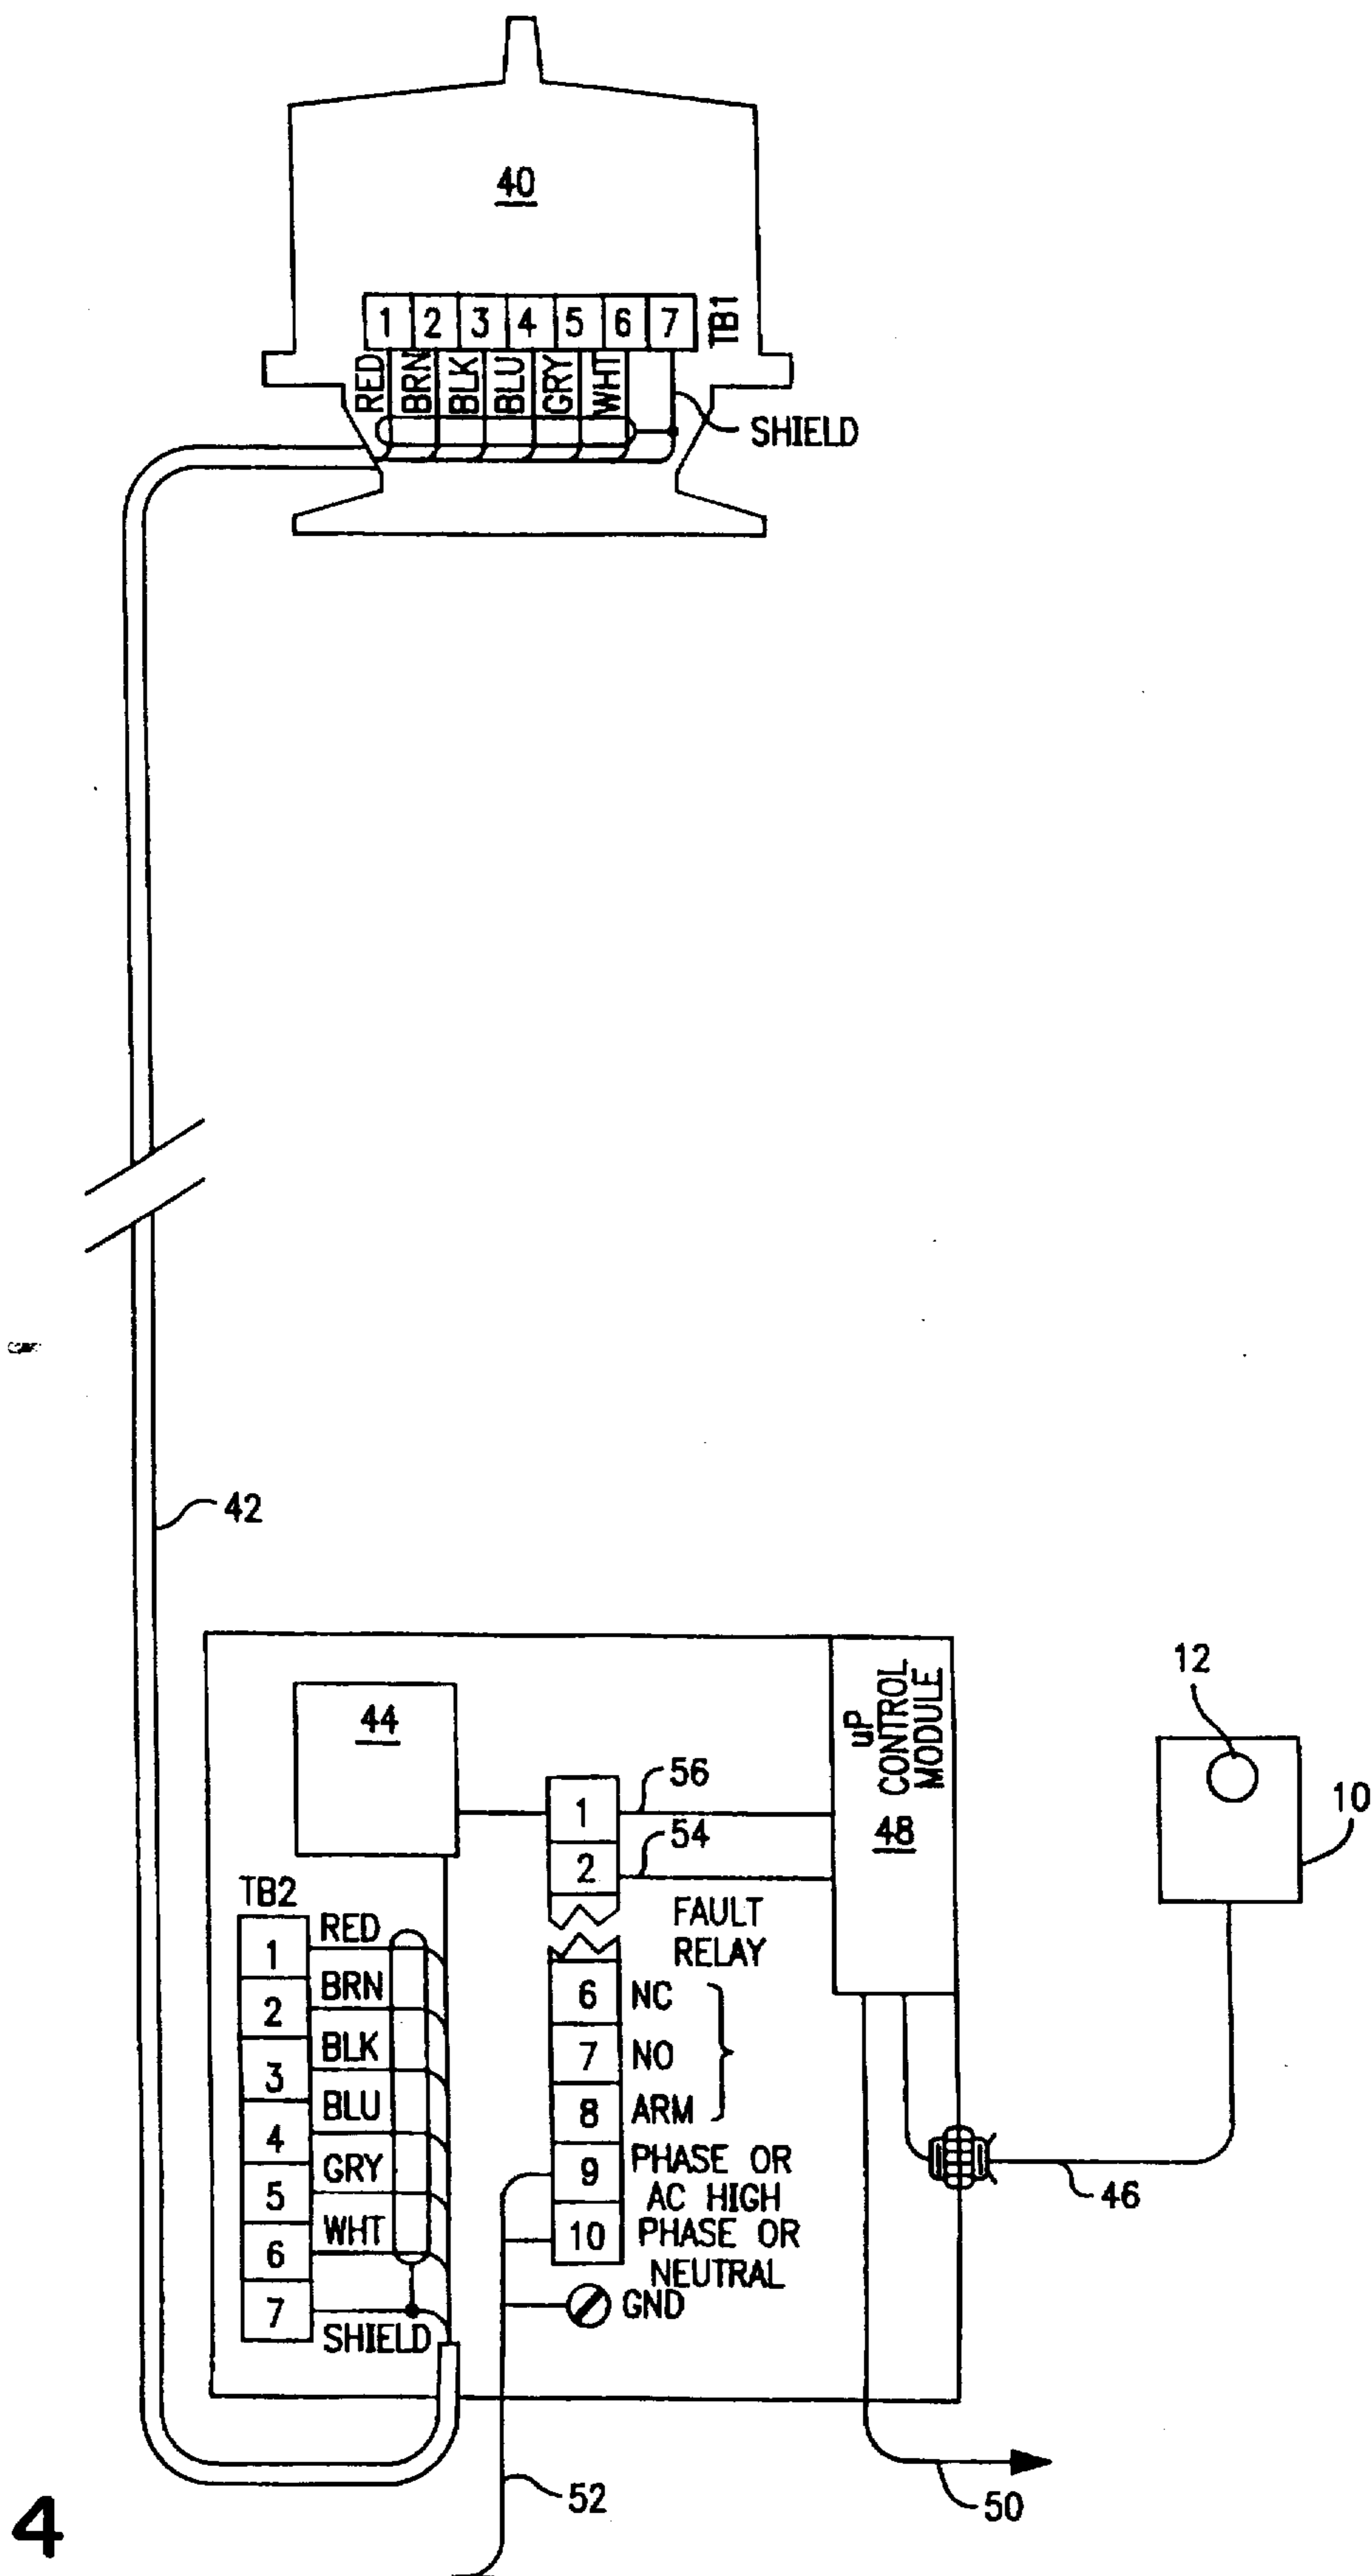 40
1 2 3 4 5 6 7 TB1
RED BRN BLK BLU GRY WHT
SHIELD
42
44
uP
CONTROL
MODULE
48
12
10
56
54
1
2
FAULT
RELAY
6 NC
7 NO
8 ARM
9 PHASE OR
AC HIGH
10 PHASE OR
NEUTRAL
GND
TB2
1 RED
2 BRN
3 BLK
4 BLU
5 GRY
6 WHT
7
SHIELD
46
52
50
4